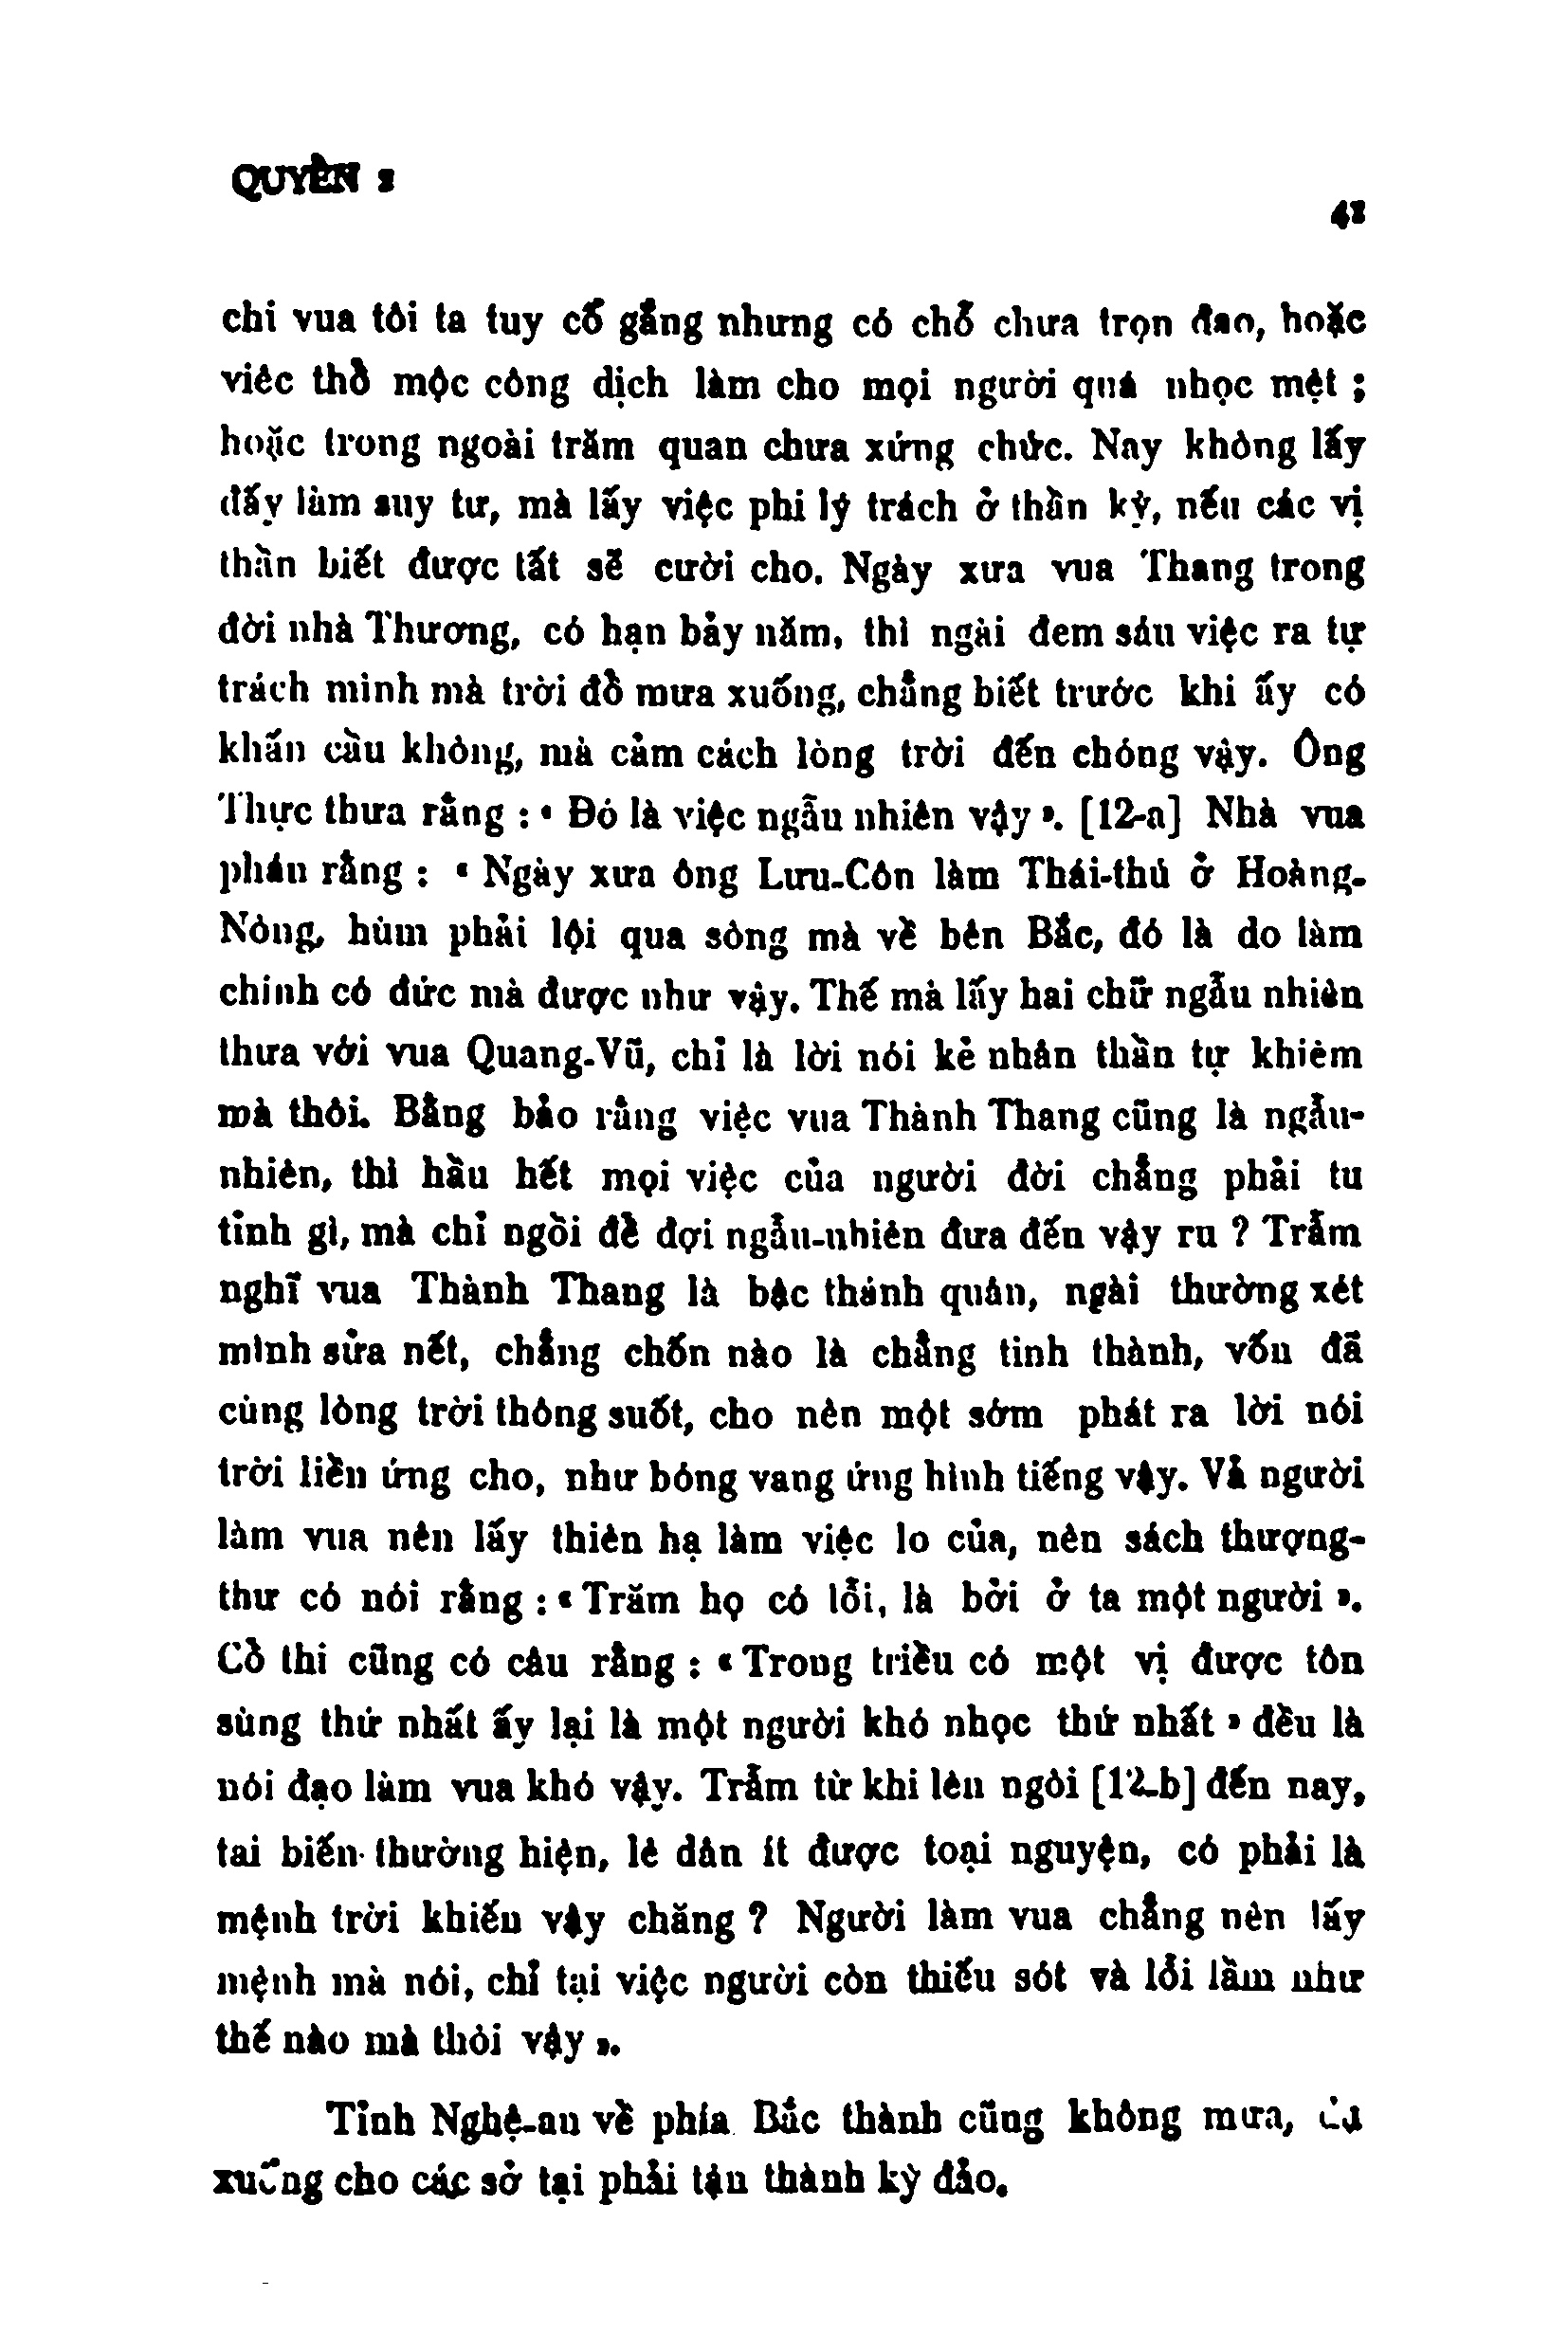 QUYỂN 2
41
chi vua tôi ta tuy cố gắng nhưng có chỗ chưa trọn đạo, hoặc
việc thổ mộc công dịch làm cho mọi người quá nhọc mệt ;
hoặc trong ngoài trăm quan chưa xứng chức. Nay không lấy
đấy làm suy tư, mà lấy việc phi lý trách ở thần kỳ, nếu các vị
thần biết được tất sẽ cười cho. Ngày xưa vua Thang trong
đời nhà Thương, có hạn bảy năm, thì ngài đem sáu việc ra tự
trách mình mà trời đổ mưa xuống, chẳng biết trước khi ấy có
khấn cầu không, mà cảm cách lòng trời đến chóng vậy. Ông
Thực thưa rằng : « Đó là việc ngẫu nhiên vậy ». [12-a] Nhà vua
phán rằng : « Ngày xưa ông Lưu-Côn làm Thái-thú ở Hoàng-
Nông, hùm phải lội qua sông mà về bên Bắc, đó là do làm
chính có đức mà được như vậy. Thế mà lấy hai chữ ngẫu nhiên
thưa với vua Quang-Vũ, chỉ là lời nói kẻ nhân thần tự khiêm
mà thôi. Bằng bảo rằng việc vua Thành Thang cũng là ngẫu-
nhiên, thì hầu hết mọi việc của người đời chẳng phải tu
tỉnh gì, mà chỉ ngồi để đợi ngẫu-nhiên đưa đến vậy ru ? Trẫm
nghĩ vua Thành Thang là bậc thánh quân, ngài thường xét
mình sửa nết, chẳng chốn nào là chẳng tinh thành, vốn đã
cùng lòng trời thông suốt, cho nên một sớm phát ra lời nói
trời liền ứng cho, như bóng vang ứng hình tiếng vậy. Vả người
làm vua nên lấy thiên hạ làm việc lo của, nên sách thượng-
thư có nói rằng : « Trăm họ có lỗi, là bởi ở ta một người ».
Cổ thi cũng có câu rằng : « Trong triều có một vị được tôn
sùng thứ nhất ấy lại là một người khó nhọc thứ nhất » đều là
nói đạo làm vua khó vậy. Trẫm từ khi lên ngôi [12-b] đến nay,
tai biến thường hiện, lê dân ít được toại nguyện, có phải là
mệnh trời khiến vậy chăng ? Người làm vua chẳng nên lấy
mệnh mà nói, chỉ tại việc người còn thiếu sót và lỗi lầm như
thế nào mà thôi vậy ».
Tỉnh Nghệ-an về phía Bắc thành cũng không mưa, dụ
xuống cho các sở tại phải tận thành kỳ đảo.